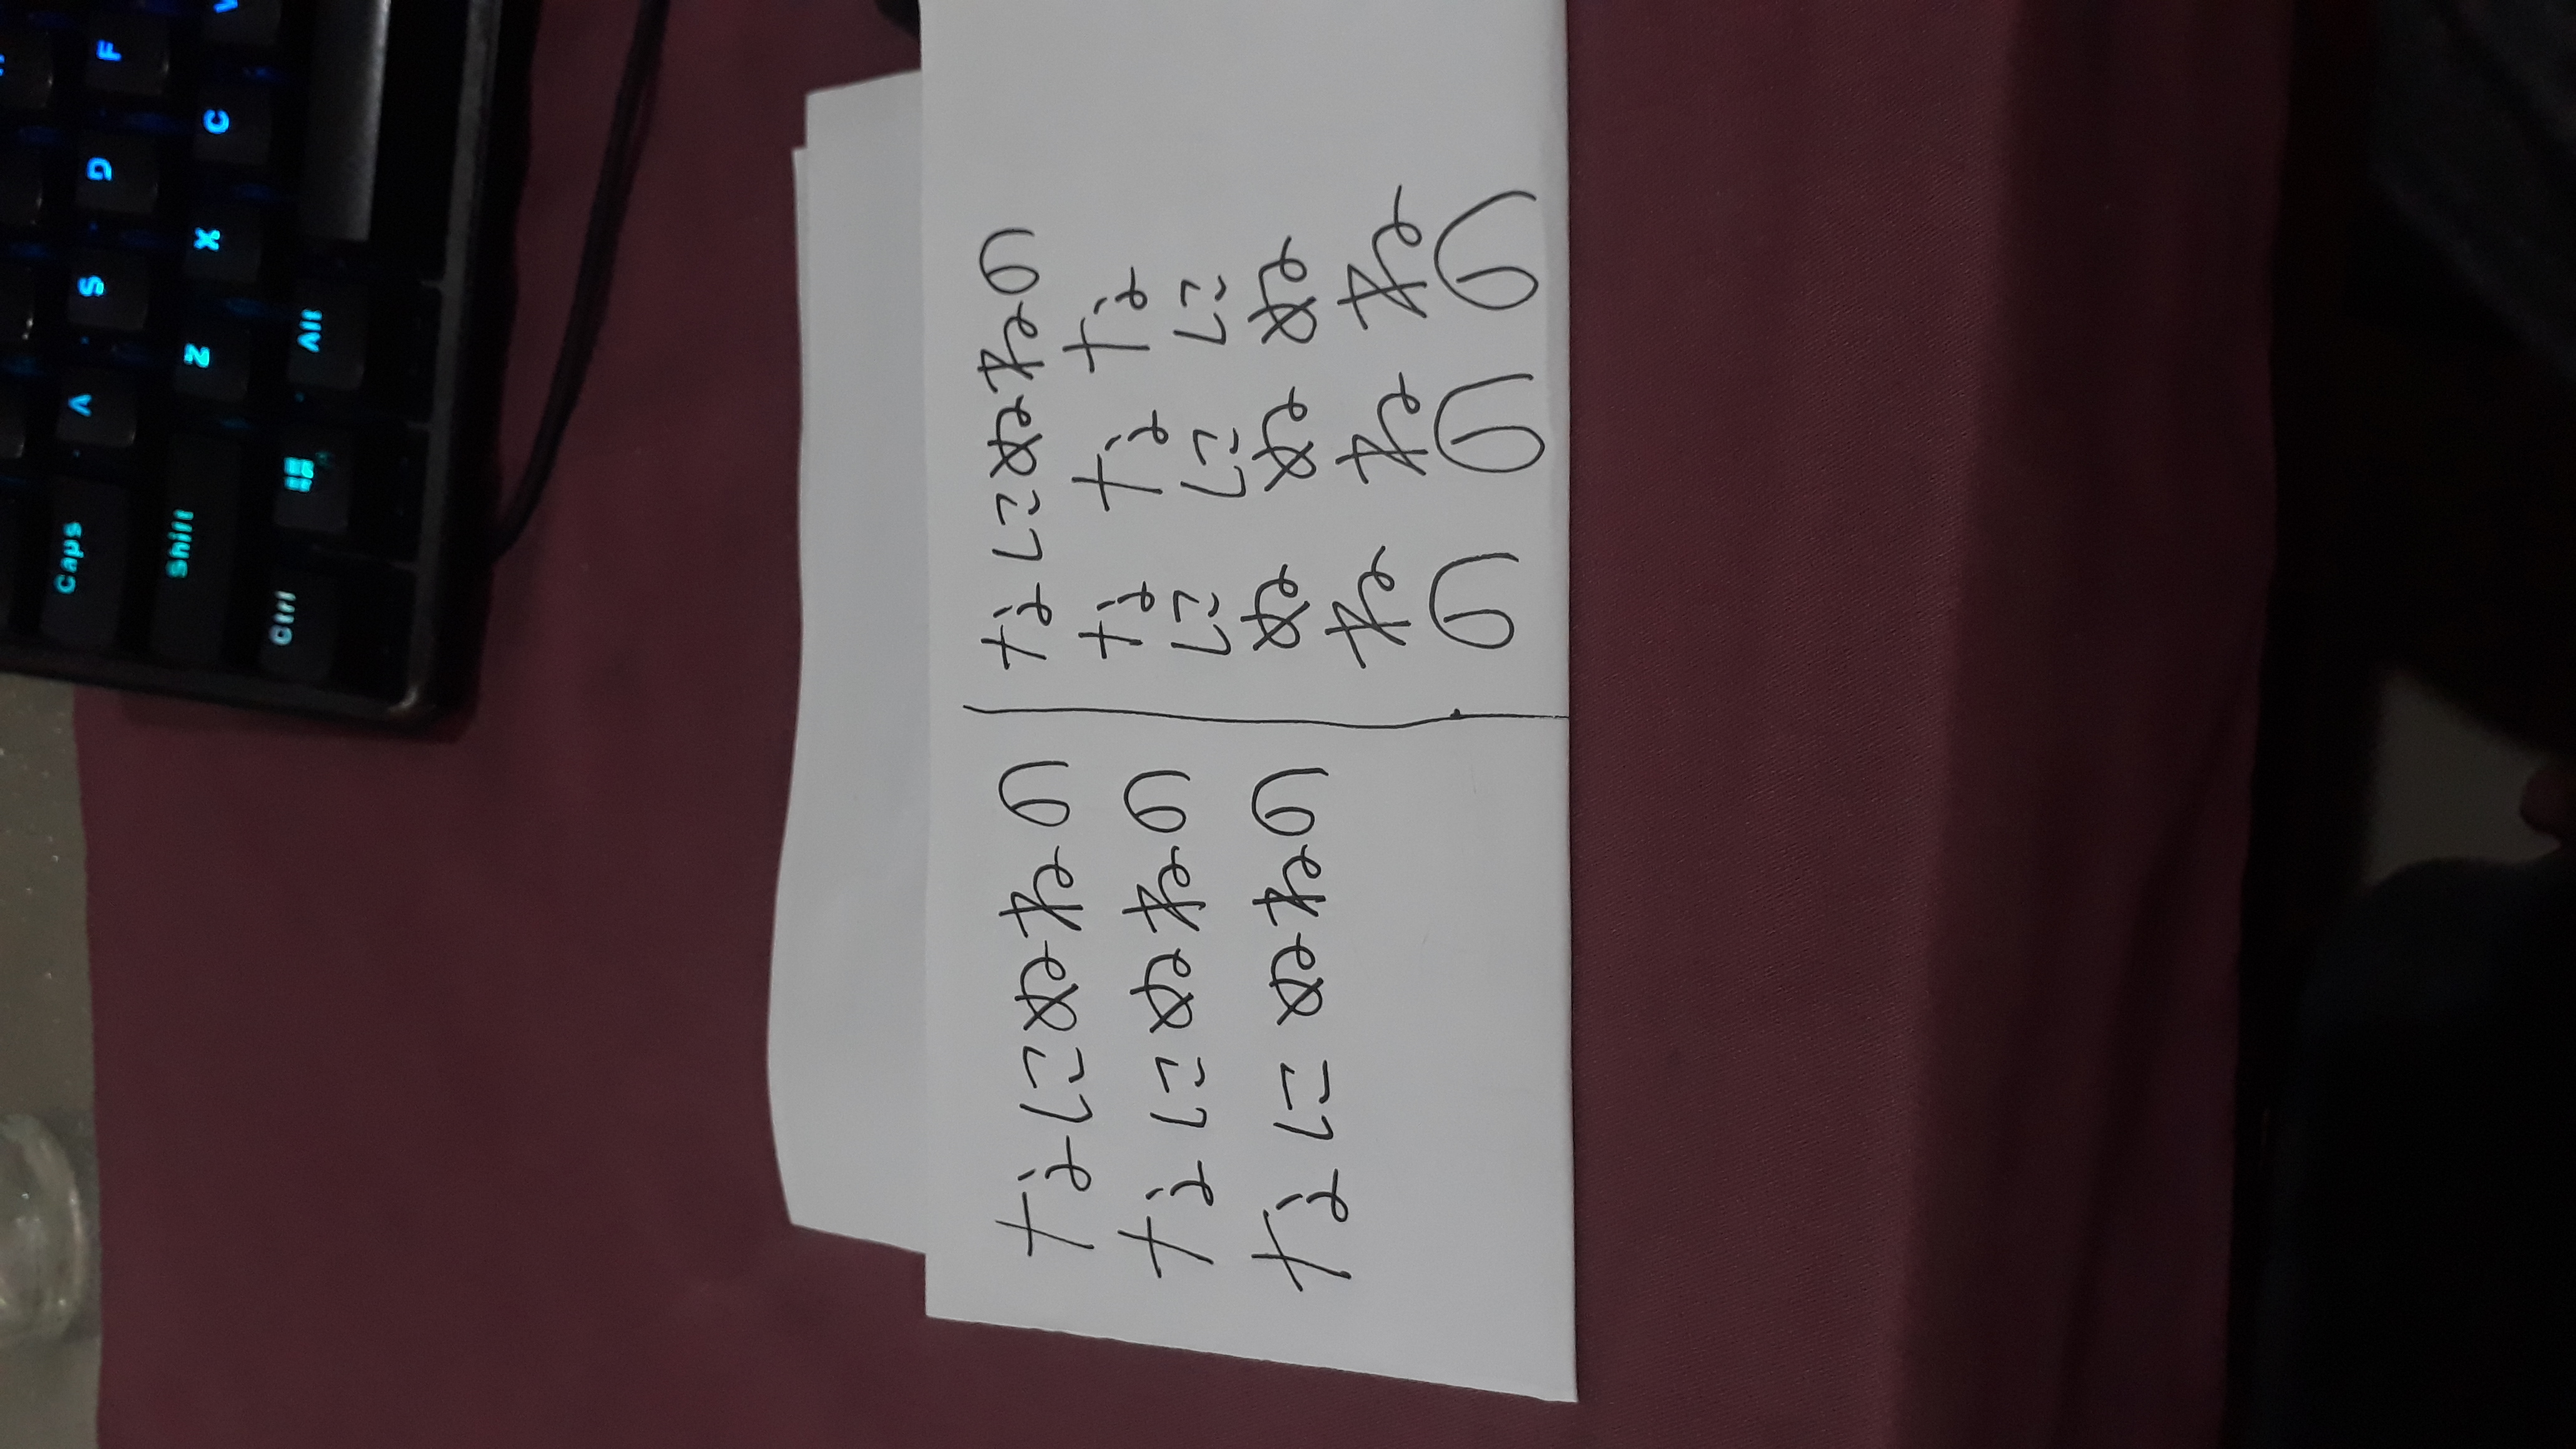 Caps A S D F
Shift Z X C V
Ctrl Alt
なにぬねの
なにぬねの
なにぬねの
なにぬねの
な な な
に に に
ぬ ぬ ぬ
ね ね ね
の の の